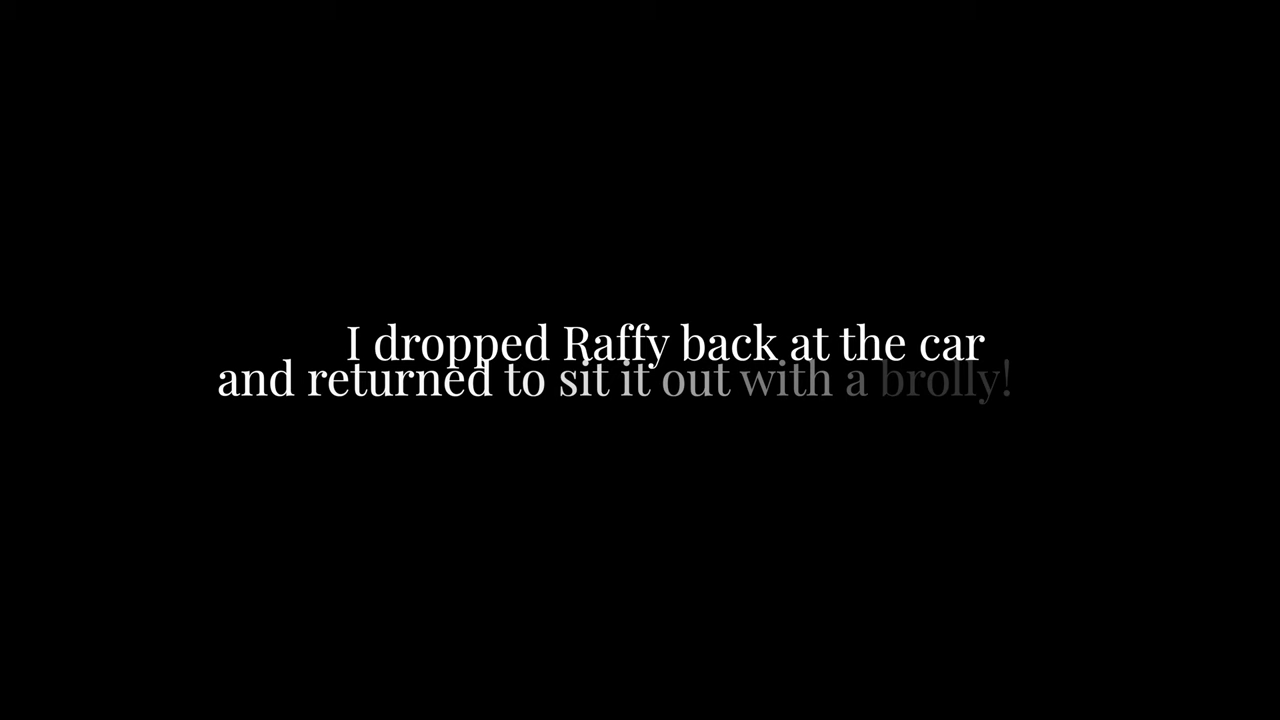 I dropped Raffy back at the car
and returned to sit it out with a brolly!